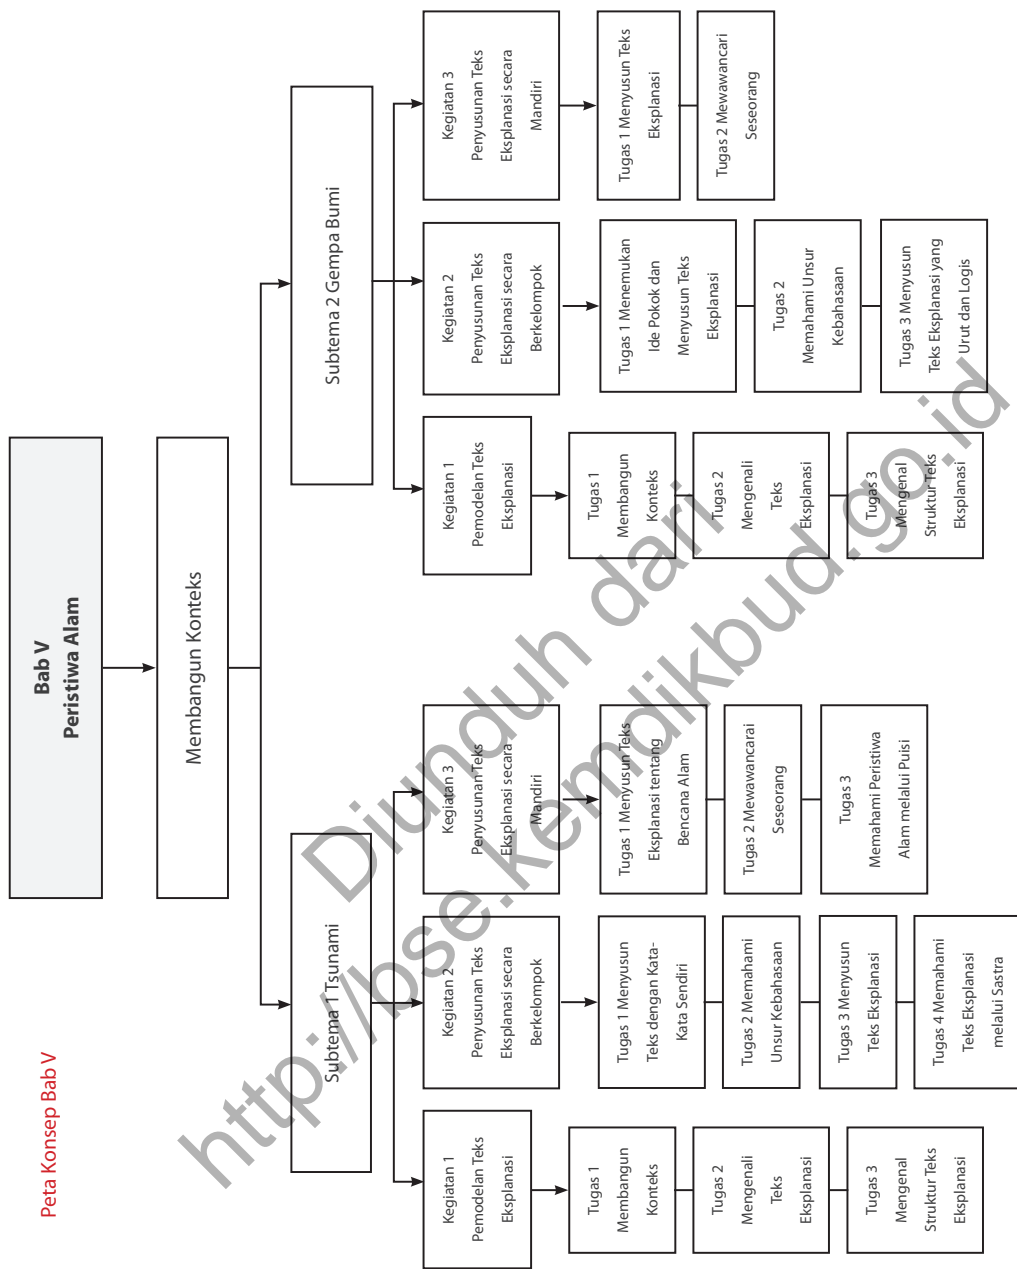 Peta Konsep Bab V
Bab V
Peristiwa Alam
Membangun Konteks
Subtema 1 Tsunami
Kegiatan 1
Pemodelan Teks
Eksplanasi
Tugas 1
Membangun
Konteks
Tugas 2
Mengenali
Teks
Eksplanasi
Tugas 3
Mengenal
Struktur Teks
Eksplanasi
Kegiatan 2
Penyusunan Teks
Eksplanasi secara
Berkelompok
Tugas 1 Menyusun
Teks dengan Kata-
Kata Sendiri
Tugas 2 Memahami
Unsur Kebahasaan
Tugas 3 Menyusun
Teks Eksplanasi
Tugas 4 Memahami
Teks Eksplanasi
melalui Sastra
Kegiatan 3
Penyusunan Teks
Eksplanasi secara
Mandiri
Tugas 1 Menyusun Teks
Eksplanasi tentang
Bencana Alam
Tugas 2 Mewawancarai
Seseorang
Tugas 3
Memahami Peristiwa
Alam melalui Puisi
Subtema 2 Gempa Bumi
Kegiatan 1
Pemodelan Teks
Eksplanasi
Tugas 1
Membangun
Konteks
Tugas 2
Mengenali
Teks
Eksplanasi
Tugas 3
Mengenal
Struktur Teks
Eksplanasi
Kegiatan 2
Penyusunan Teks
Eksplanasi secara
Berkelompok
Tugas 1 Menemukan
Ide Pokok dan
Menyusun Teks
Eksplanasi
Tugas 2
Memahami Unsur
Kebahasaan
Tugas 3 Menyusun
Teks Eksplanasi yang
Urut dan Logis
Kegiatan 3
Penyusunan Teks
Eksplanasi secara
Mandiri
Tugas 1 Menyusun Teks
Eksplanasi
Tugas 2 Mewawancari
Seseorang
Diunduh dari
http://bse.kemdikbud.go.id